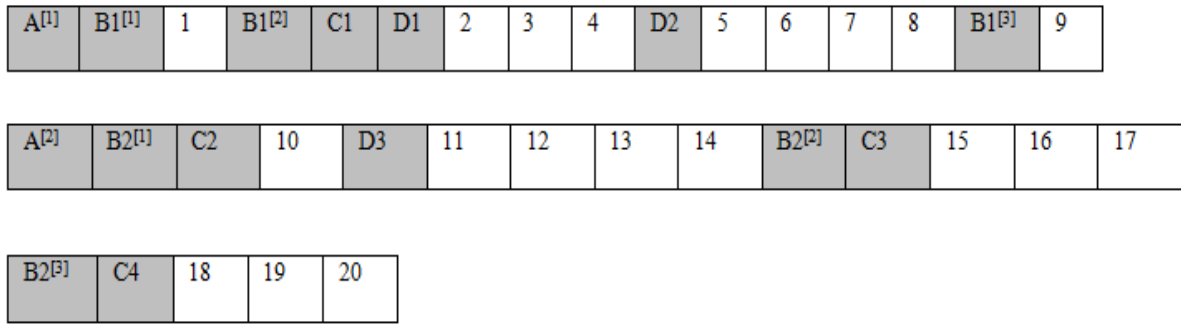 A[1] B1[1] 1 B1[2] C1 D1 2 3 4 D2 5 6 7 8 B1[3] 9
A[2] B2[1] C2 10 D3 11 12 13 14 B2[2] C3 15 16 17
B2[3] C4 18 19 20